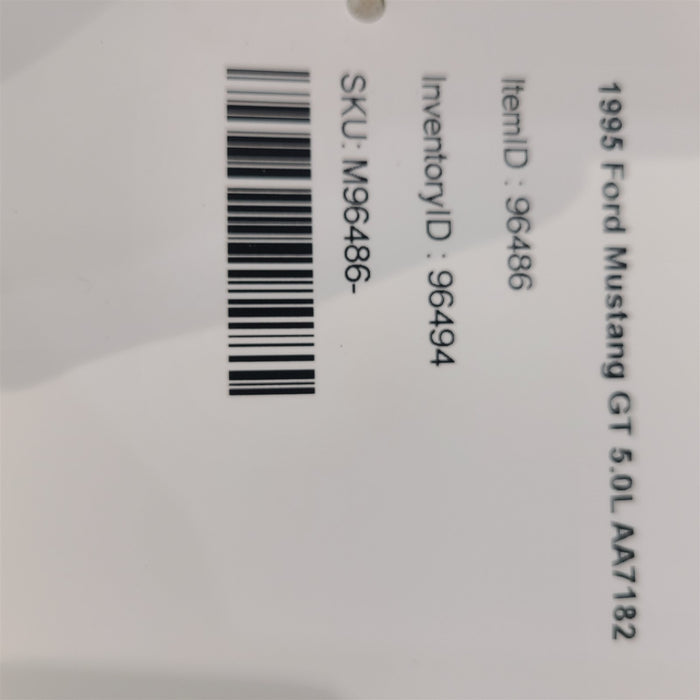 1995 Ford Mustang GT 5.0L AA7182
ItemID : 96486
InventoryID : 96494
SKU: M96486-